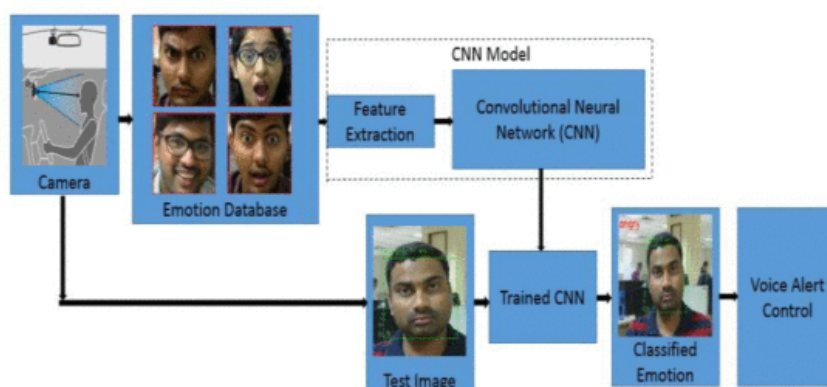 CNN Model
Feature
Extraction
Convolutional Neural
Network (CNN)
Camera
Emotion Database
angry
Trained CNN
Voice Alert
Control
Test Image
Classified
Emotion